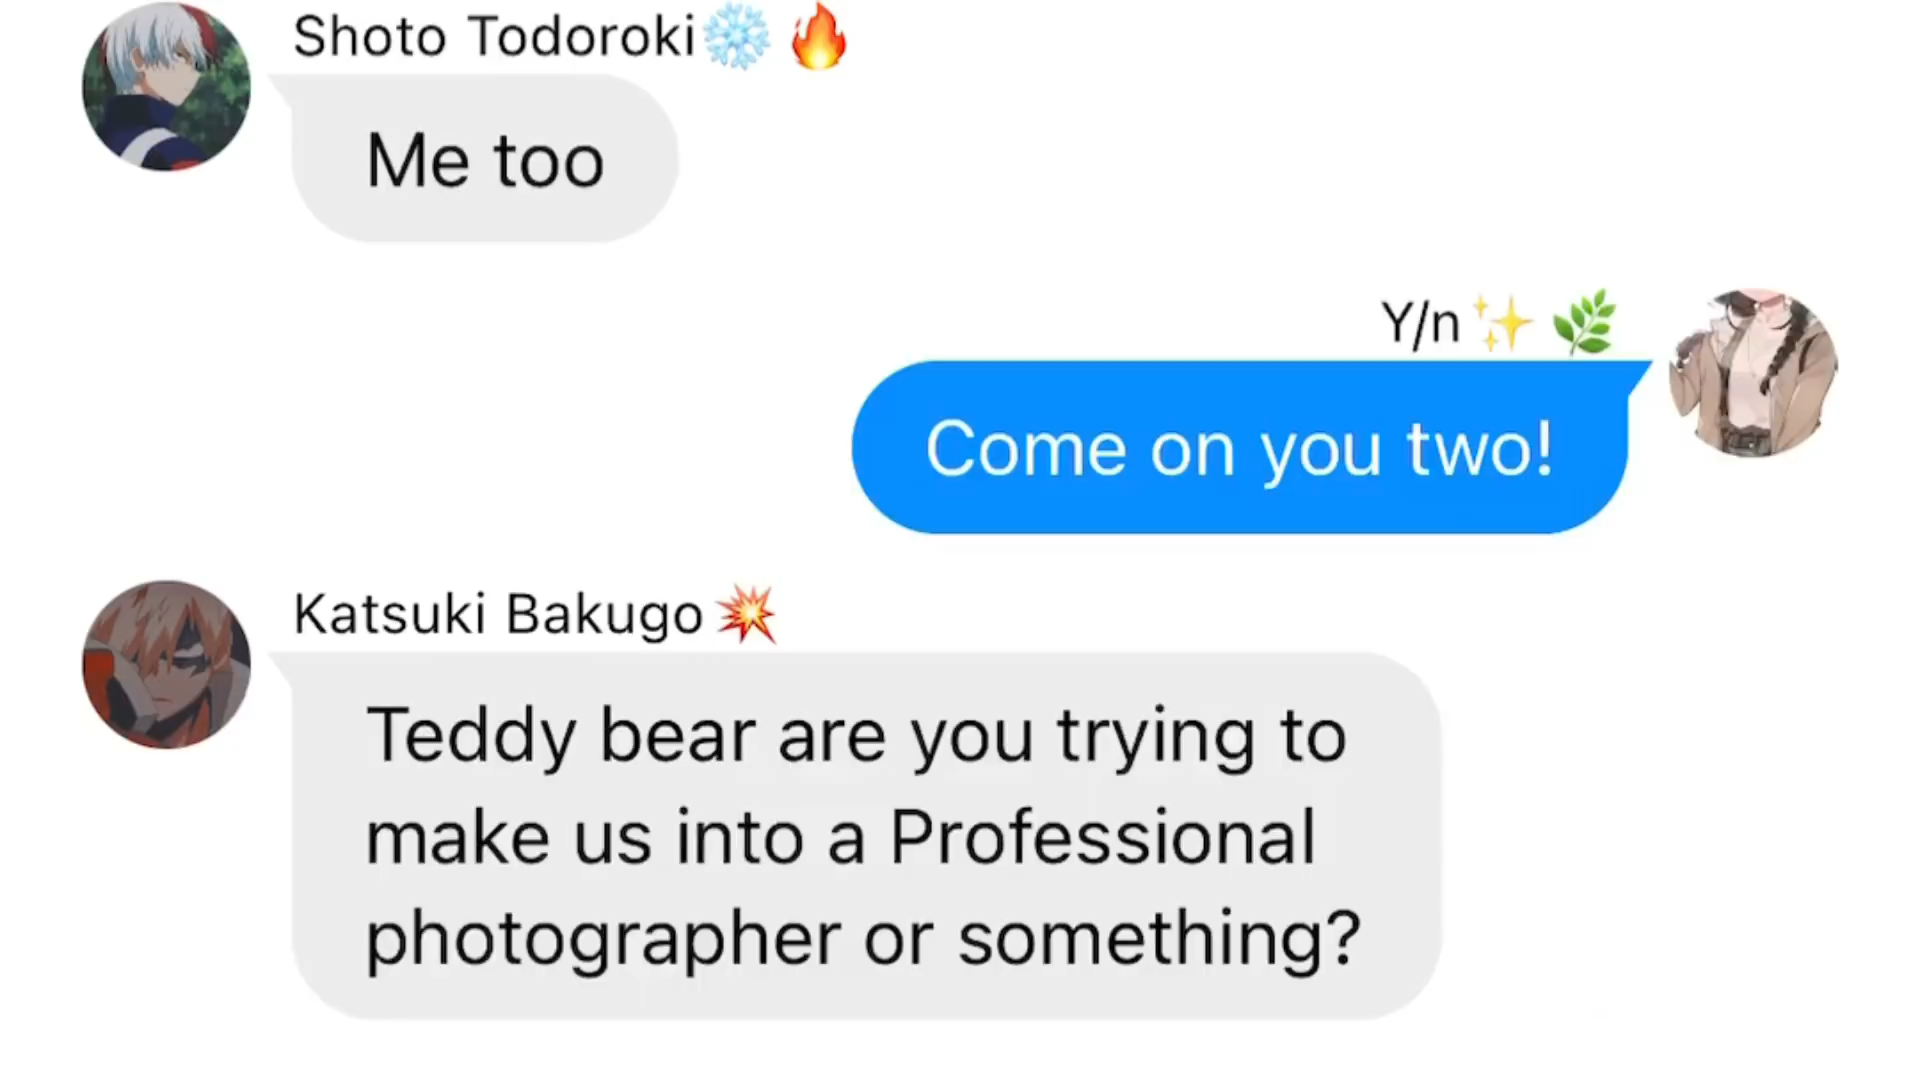 Shoto Todoroki❄️🔥
Me too
Y/n✨🌿
Come on you two!
Katsuki Bakugo💥
Teddy bear are you trying to
make us into a Professional
photographer or something?